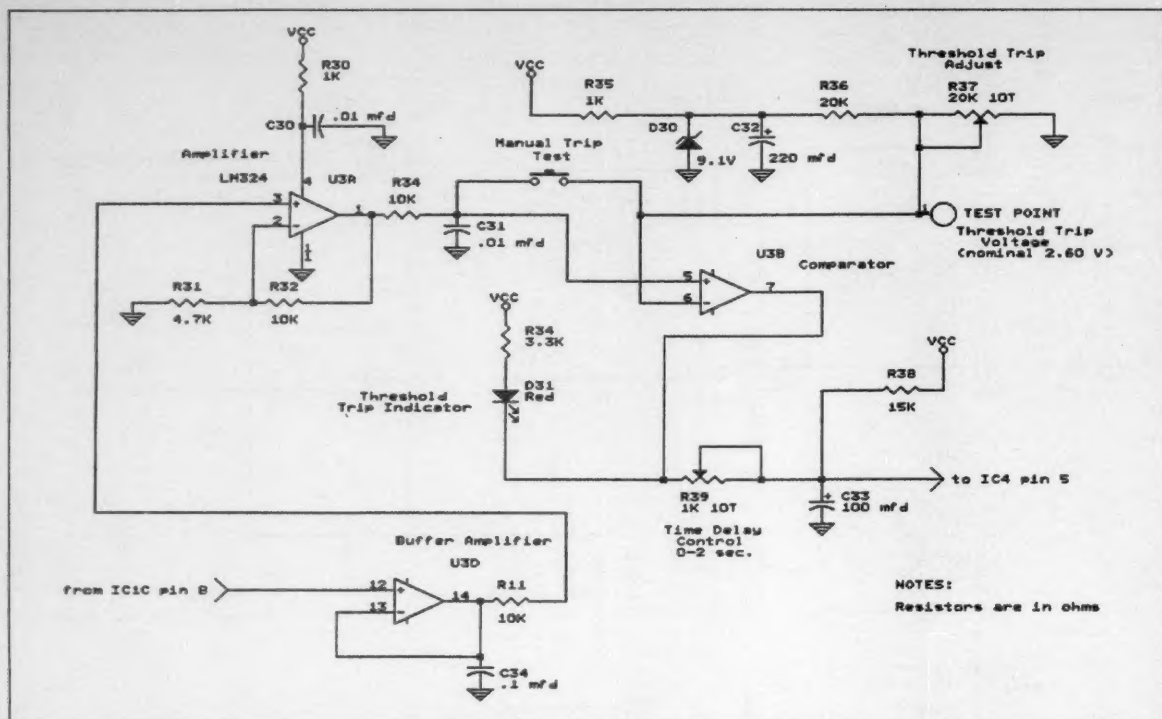 VCC
R30
1K
C30
.01 mfd
Amplifier
LM324
U3A
3
+
2
-
4
1
R34
10K
C31
.01 mfd
R31
4.7K
R32
10K
VCC
R35
1K
D30
9.1V
C32
+
220 mfd
R36
20K
Threshold Trip
Adjust
R37
20K 10T
Manual Trip
Test
1
TEST POINT
Threshold Trip
Voltage
(nominal 2.60 V)
U3B
Comparator
5
+
6
-
7
VCC
R34
3.3K
D31
Red
Threshold
Trip Indicator
VCC
R38
15K
R39
1K 10T
Time Delay
Control
0-2 sec.
+
C33
100 mfd
to IC4 pin 5
Buffer Amplifier
U3D
from IC1C pin 8
12
+
13
-
14
R11
10K
C34
.1 mfd
NOTES:
Resistors are in ohms